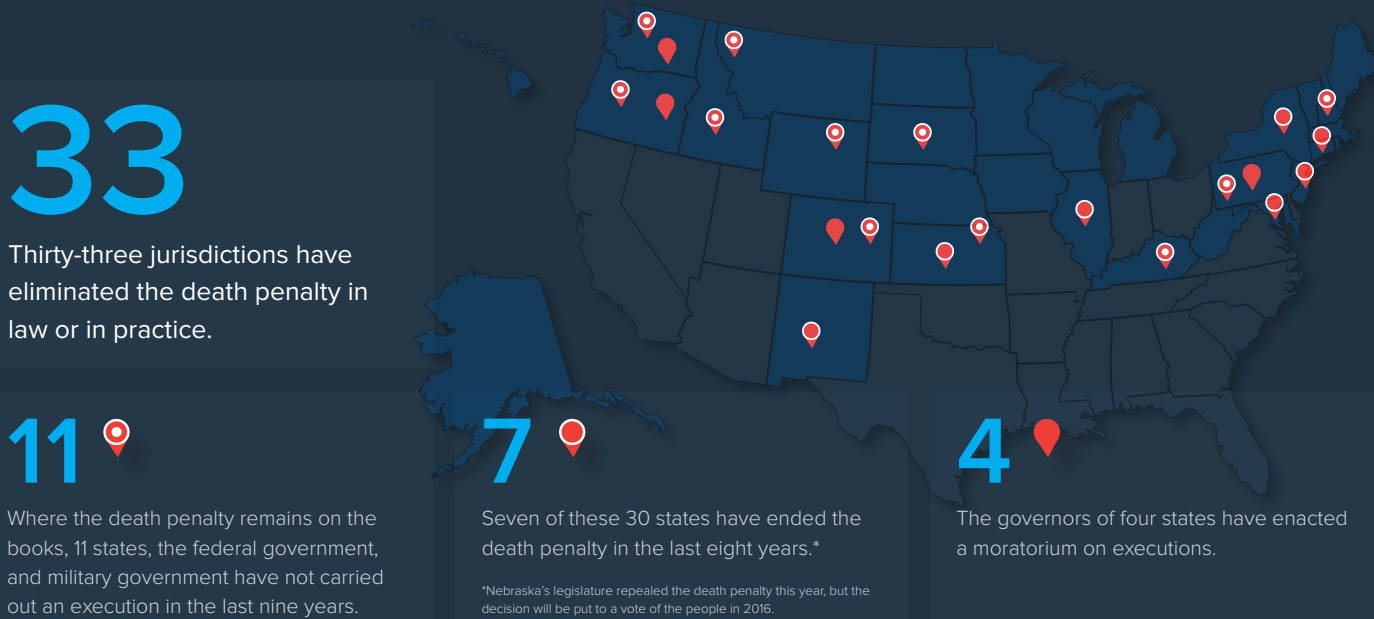 33
Thirty-three jurisdictions have
eliminated the death penalty in
law or in practice.
11
Where the death penalty remains on the
books, 11 states, the federal government,
and military government have not carried
out an execution in the last nine years.
7
Seven of these 30 states have ended the
death penalty in the last eight years.*
*Nebraska's legislature repealed the death penalty this year, but the
decision will be put to a vote of the people in 2016.
4
The governors of four states have enacted
a moratorium on executions.